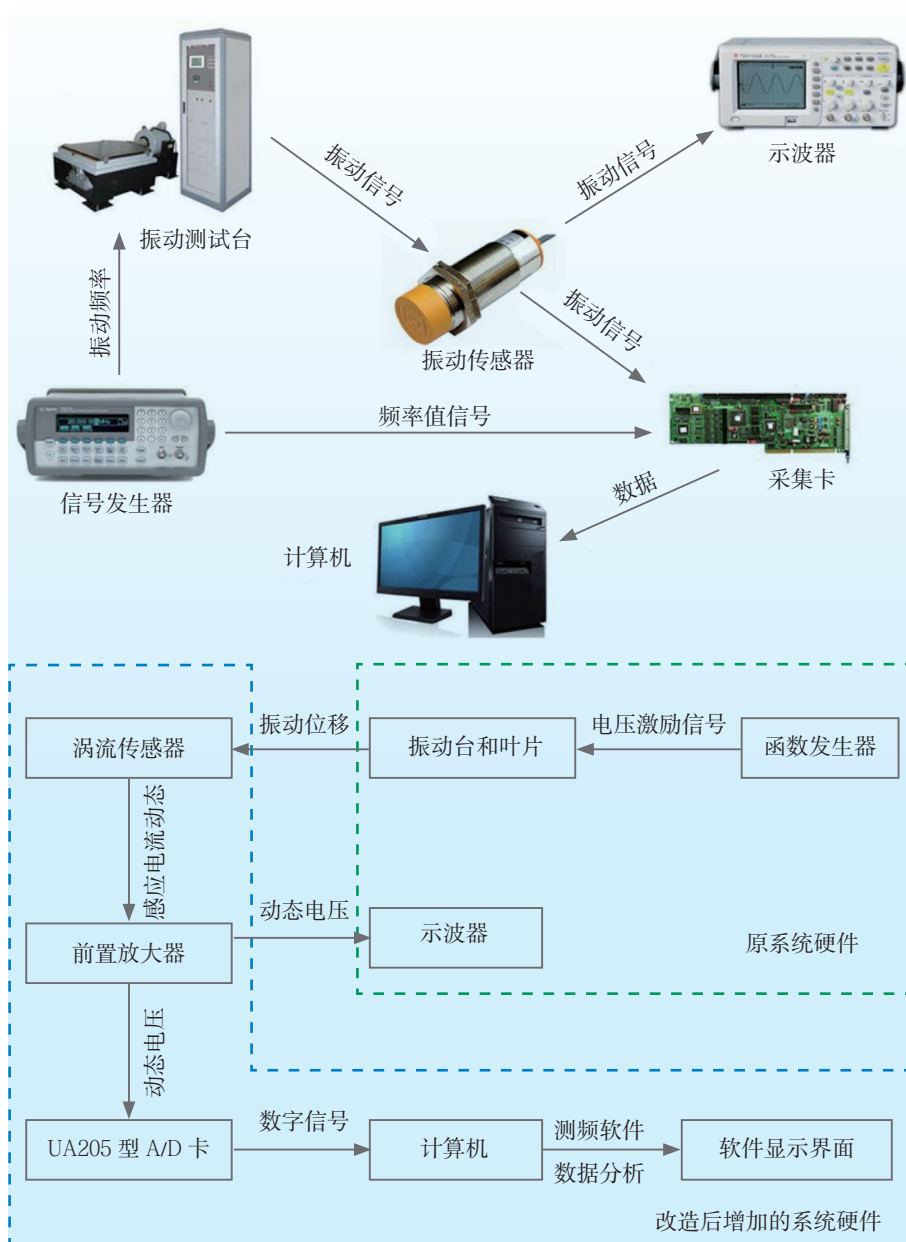 示波器
振动信号
振动信号
振动测试台
振动频率
振动信号
振动传感器
频率值信号
信号发生器
采集卡
数据
计算机
涡流传感器
振动位移
振动台和叶片
电压激励信号
函数发生器
感应电流动态
前置放大器
动态电压
示波器
原系统硬件
动态电压
UA205 型 A/D 卡
数字信号
计算机
测频软件
数据分析
软件显示界面
改造后增加的系统硬件